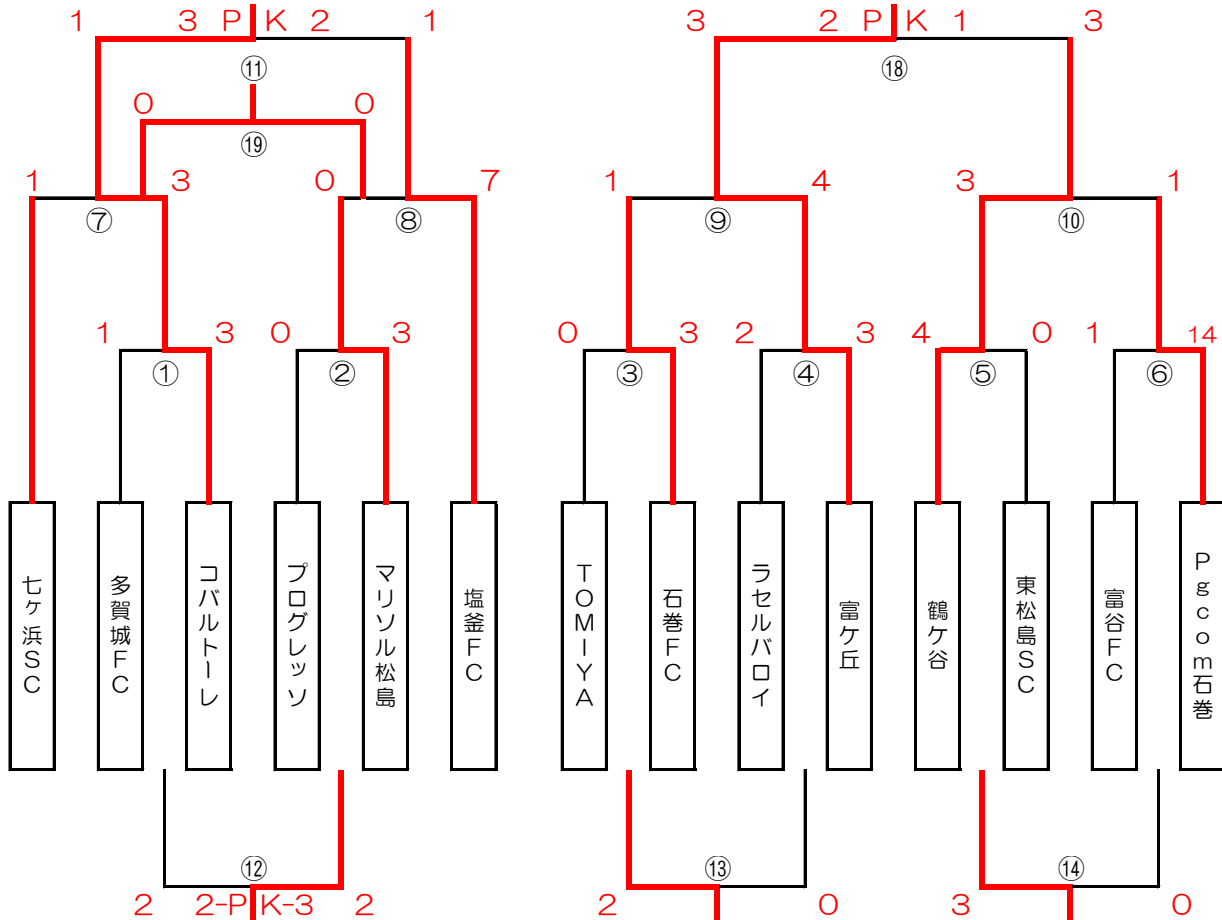 1 3 P K 2 1 3 2 P K 1 3
⑪ ⑱
0 0
⑲
1 3 0 7 1 4 3 1
⑦ ⑧ ⑨ ⑩
1 3 0 3 0 3 2 3 4 0 1 14
① ② ③ ④ ⑤ ⑥
七ヶ浜SC
多賀城FC
コバルトーレ
プログレッソ
マリソル松島
塩釜FC
TOMIYA
石巻FC
ラセルバロイ
富ケ丘
鶴ケ谷
東松島SC
富谷FC
Pgcom石巻
⑫ ⑬ ⑭
2 2-PK-3 2 2 0 3 0